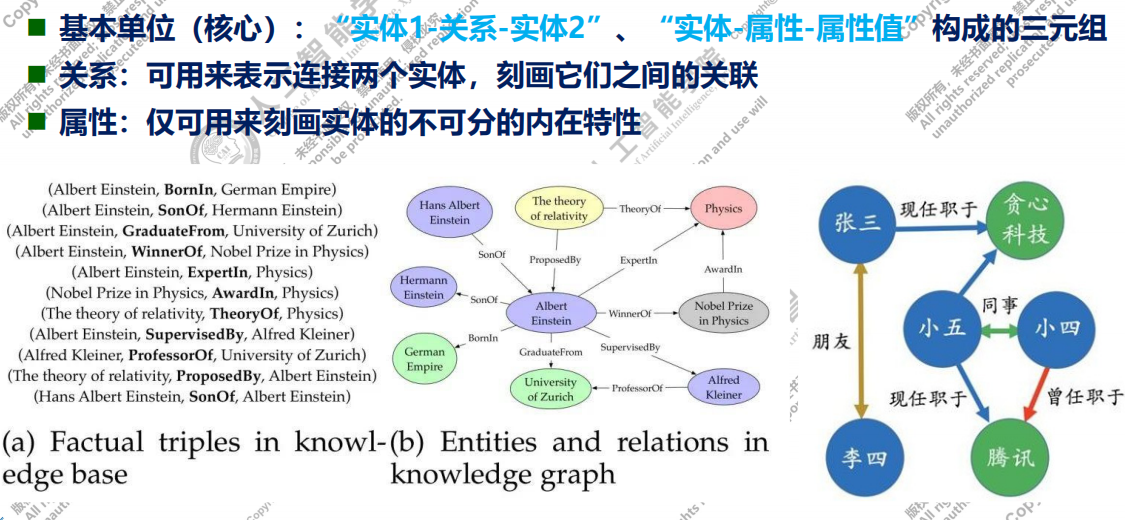 基本单位（核心）：“实体1-关系-实体2”、“实体-属性-属性值”构成的三元组
关系：可用来表示连接两个实体，刻画它们之间的关联
属性：仅可用来刻画实体的不可分的内在特性
(Albert Einstein, BornIn, German Empire)
(Albert Einstein, SonOf, Hermann Einstein)
(Albert Einstein, GraduateFrom, University of Zurich)
(Albert Einstein, WinnerOf, Nobel Prize in Physics)
(Albert Einstein, ExpertIn, Physics)
(Nobel Prize in Physics, AwardIn, Physics)
(The theory of relativity, TheoryOf, Physics)
(Albert Einstein, SupervisedBy, Alfred Kleiner)
(Alfred Kleiner, ProfessorOf, University of Zurich)
(The theory of relativity, ProposedBy, Albert Einstein)
(Hans Albert Einstein, SonOf, Albert Einstein)
(a) Factual triples in knowl-
edge base
Hans Albert
Einstein
The theory
of relativity
TheoryOf
Physics
SonOf
ProposedBy
ExpertIn
AwardIn
Hermann
Einstein
SonOf
Albert
Einstein
WinnerOf
Nobel Prize
in Physics
BornIn
German
Empire
GraduateFrom
SupervisedBy
University
of Zurich
ProfessorOf
Alfred
Kleiner
(b) Entities and relations in
knowledge graph
张三
现任职于
贪心
科技
朋友
小五
同事
小四
现任职于
曾任职于
李四
腾讯